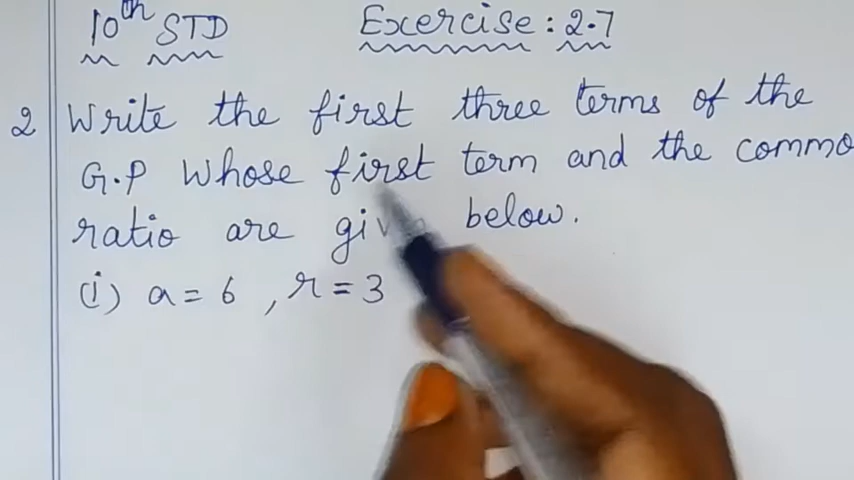 10th STD Exercise: 2.7
2 Write the first three terms of the
G.P whose first term and the commo
ratio are below.
(i) a = 6 , r = 3